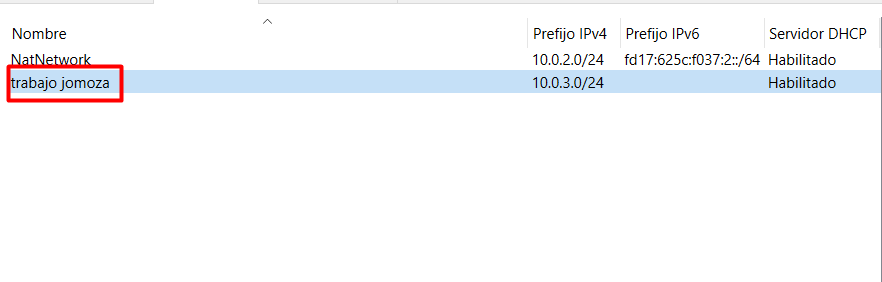 Nombre Prefijo IPv4 Prefijo IPv6 Servidor DHCP
NatNetwork 10.0.2.0/24 fd17:625c:f037:2::/64 Habilitado
trabajo jomoza 10.0.3.0/24 Habilitado